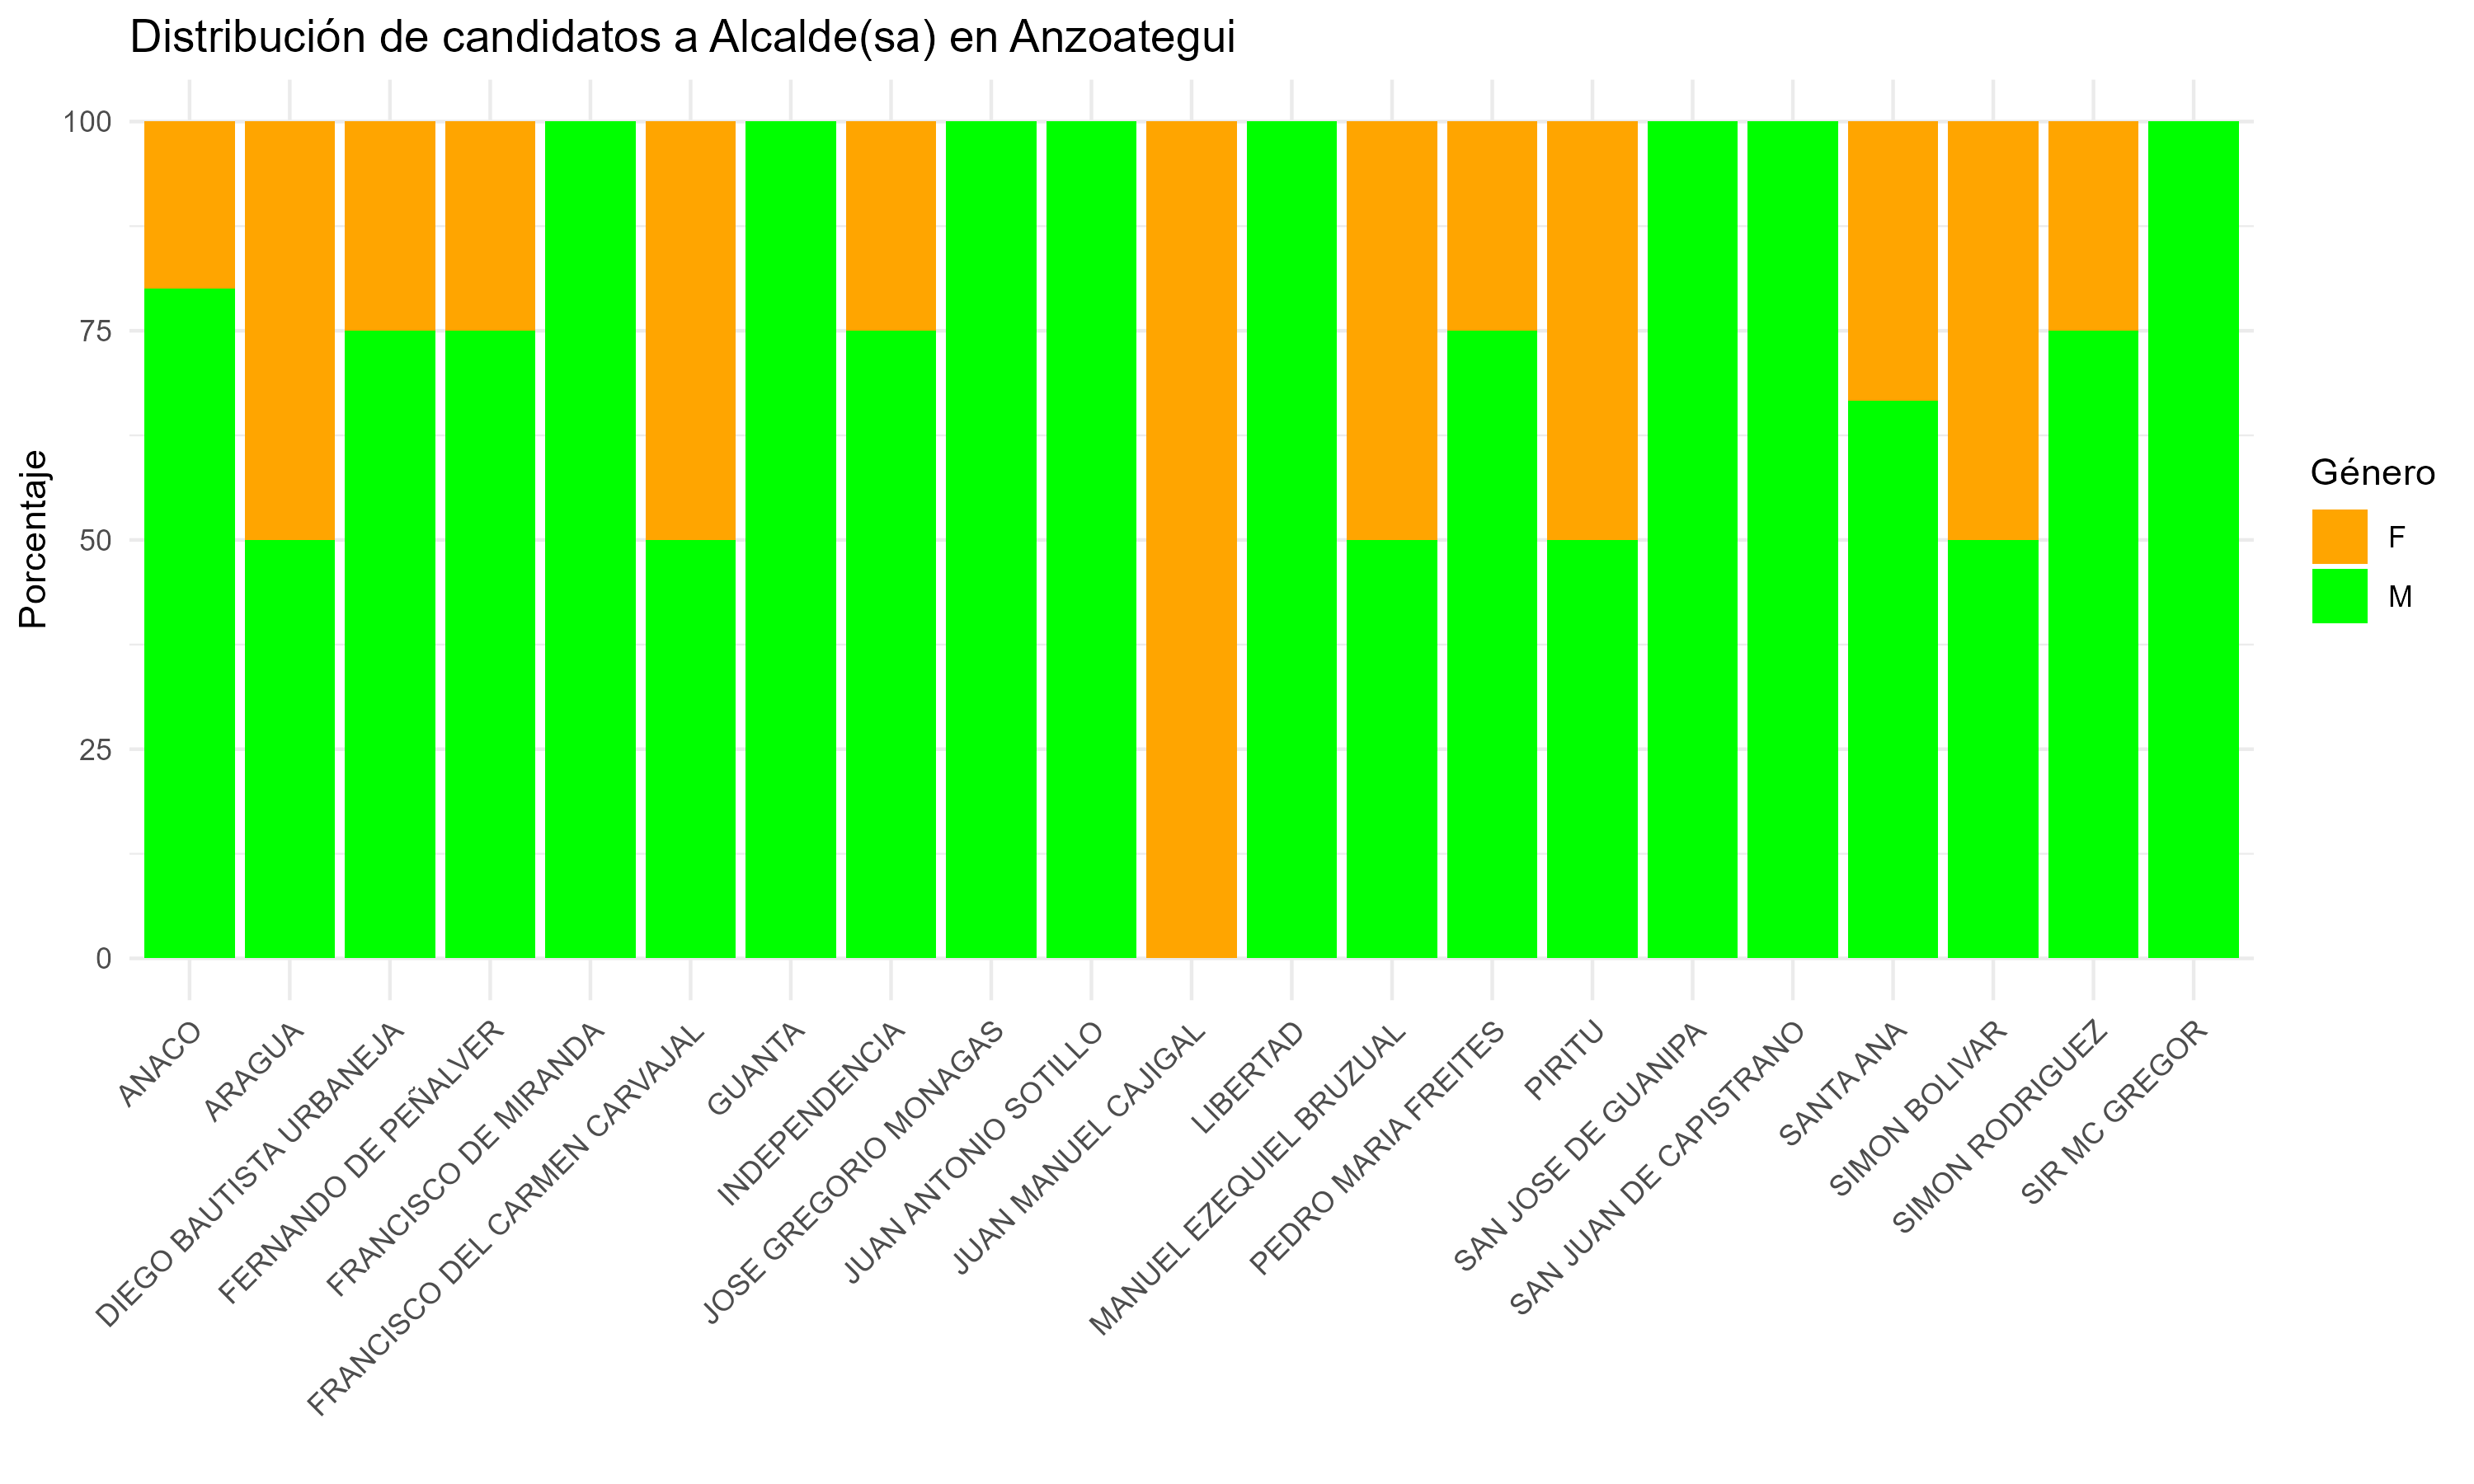 Distribución de candidatos a Alcalde(sa) en Anzoategui
Porcentaje
100
75
50
25
0
ANACO
ARAGUA
DIEGO BAUTISTA URBANEJA
FERNANDO DE PEÑALVER
FRANCISCO DE MIRANDA
FRANCISCO DEL CARMEN CARVAJAL
GUANTA
INDEPENDENCIA
JOSE GREGORIO MONAGAS
JUAN ANTONIO SOTILLO
JUAN MANUEL CAJIGAL
LIBERTAD
MANUEL EZEQUIEL BRUZUAL
PEDRO MARIA FREITES
PIRITU
SAN JOSE DE GUANIPA
SAN JUAN DE CAPISTRANO
SANTA ANA
SIMON BOLIVAR
SIMON RODRIGUEZ
SIR MC GREGOR
Género
F
M